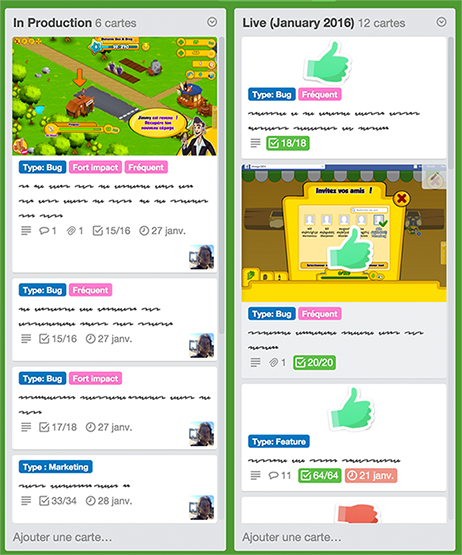 In Production 6 cartes
Jimmy est revenu !
Récupère ton
nouveau cépage
Type: Bug Fort impact Fréquent
1 1 15/16 27 janv.
Type: Bug Fréquent
15/16 27 janv.
Type: Bug Fort impact
17/18 27 janv.
Type : Marketing
33/34 28 janv.
Ajouter une carte…
Live (January 2016) 12 cartes
Type: Bug Fréquent
18/18
Invitez vos amis !
Type: Bug Fréquent
1 20/20
Type: Feature
11 64/64 21 janv.
Ajouter une carte…